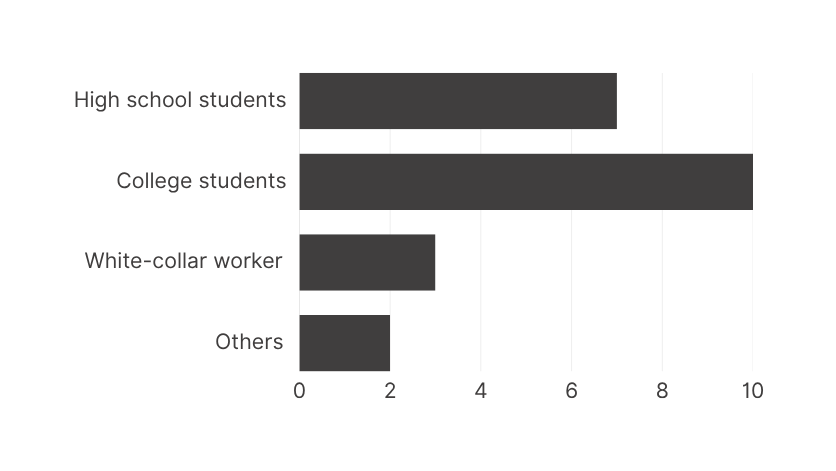 High school students
College students
White-collar worker
Others
0 2 4 6 8 10